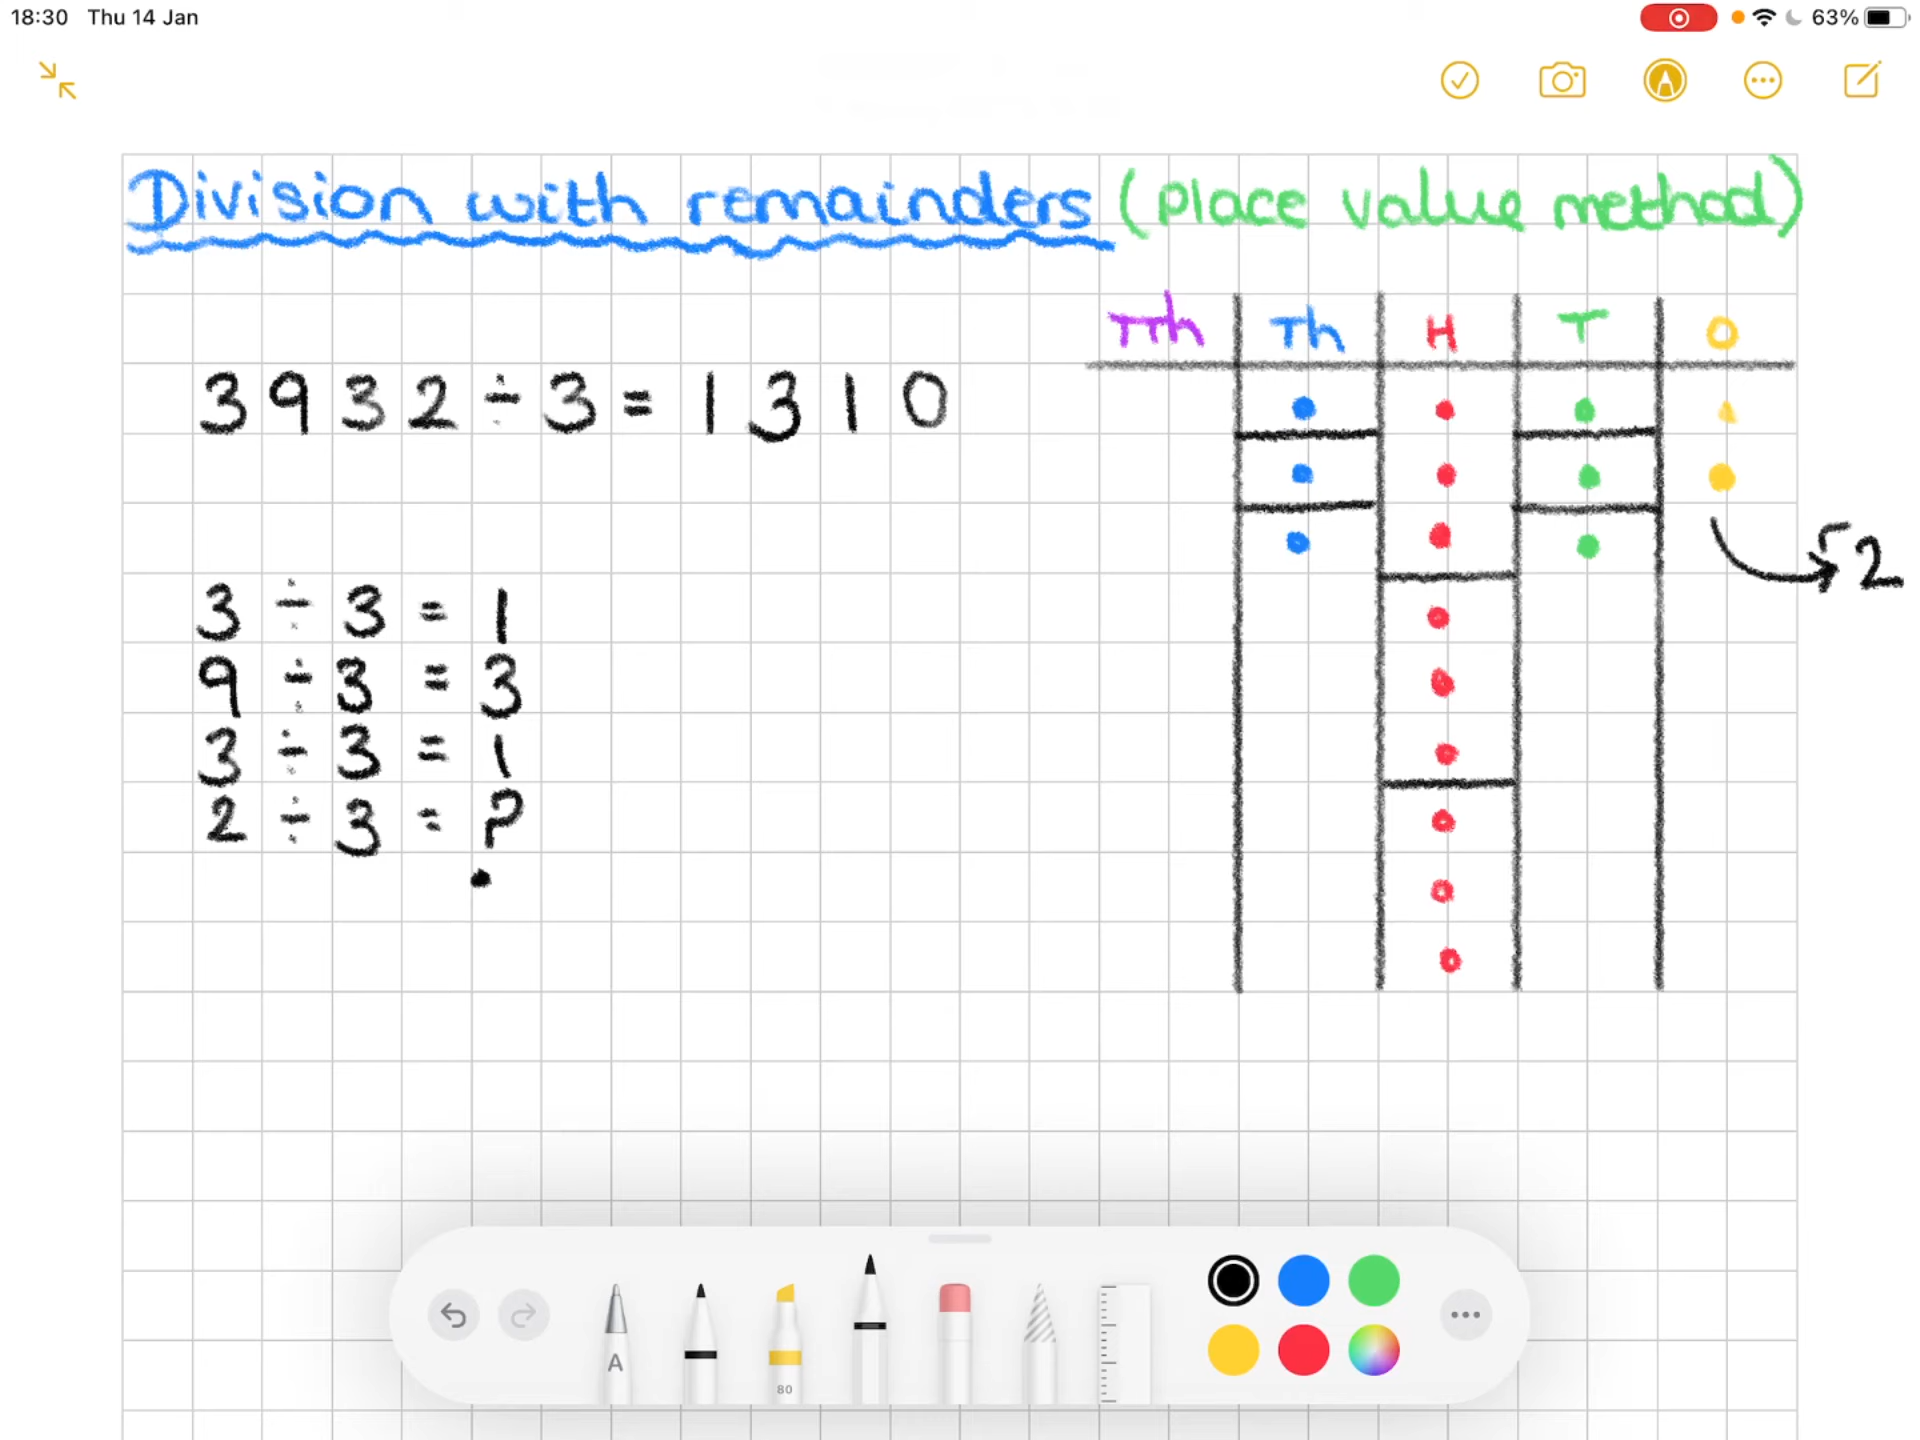 18:30 Thu 14 Jan 63%
Division with remainders (place value method)
TTh Th H T O
3932 ÷ 3 = 1310
r2
3 ÷ 3 = 1
9 ÷ 3 = 3
3 ÷ 3 = 1
2 ÷ 3 = ?
A
80